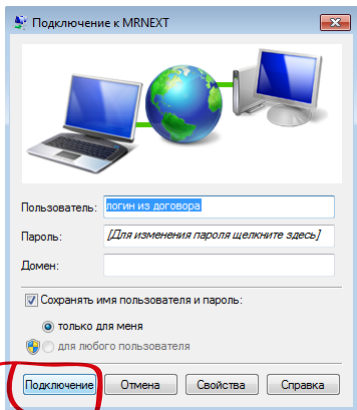 Подключение к MRNEXT
Пользователь: логин из договора
Пароль: [Для изменения пароля щелкните здесь]
Домен:
Сохранять имя пользователя и пароль:
только для меня
для любого пользователя
Подключение Отмена Свойства Справка